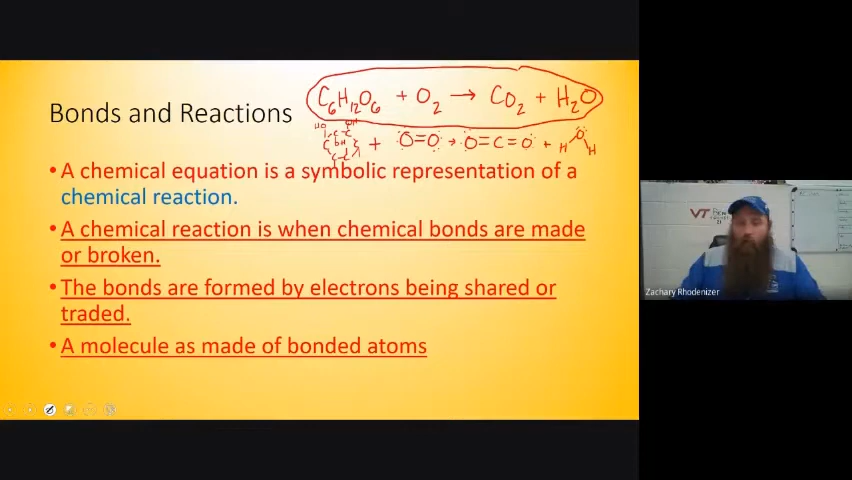 Bonds and Reactions
C₆H₁₂O₆ + O₂ → CO₂ + H₂O
+ O=O → O=C=O + H O H
• A chemical equation is a symbolic representation of a
chemical reaction.
• A chemical reaction is when chemical bonds are made
or broken.
• The bonds are formed by electrons being shared or
traded.
• A molecule as made of bonded atoms
VT
Zachary Rhodenizer